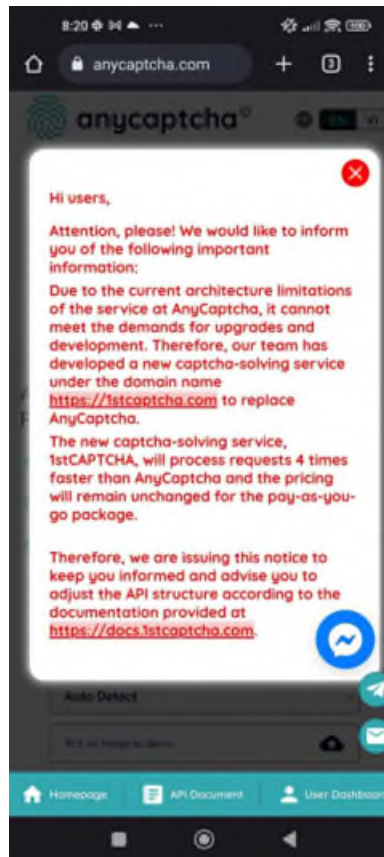 8:20
anycaptcha.com
3
anycaptcha®
EN
Hi users,
Attention, please! We would like to inform
you of the following important
information:
Due to the current architecture limitations
of the service at AnyCaptcha, it cannot
meet the demands for upgrades and
development. Therefore, our team has
developed a new captcha-solving service
under the domain name
https://1stcaptcha.com to replace
AnyCaptcha.
The new captcha-solving service,
1stCAPTCHA, will process requests 4 times
faster than AnyCaptcha and the pricing
will remain unchanged for the pay-as-you-
go package.
Therefore, we are issuing this notice to
keep you informed and advise you to
adjust the API structure according to the
documentation provided at
https://docs.1stcaptcha.com.
Auto Detect
Homepage
API Document
User Dashboard